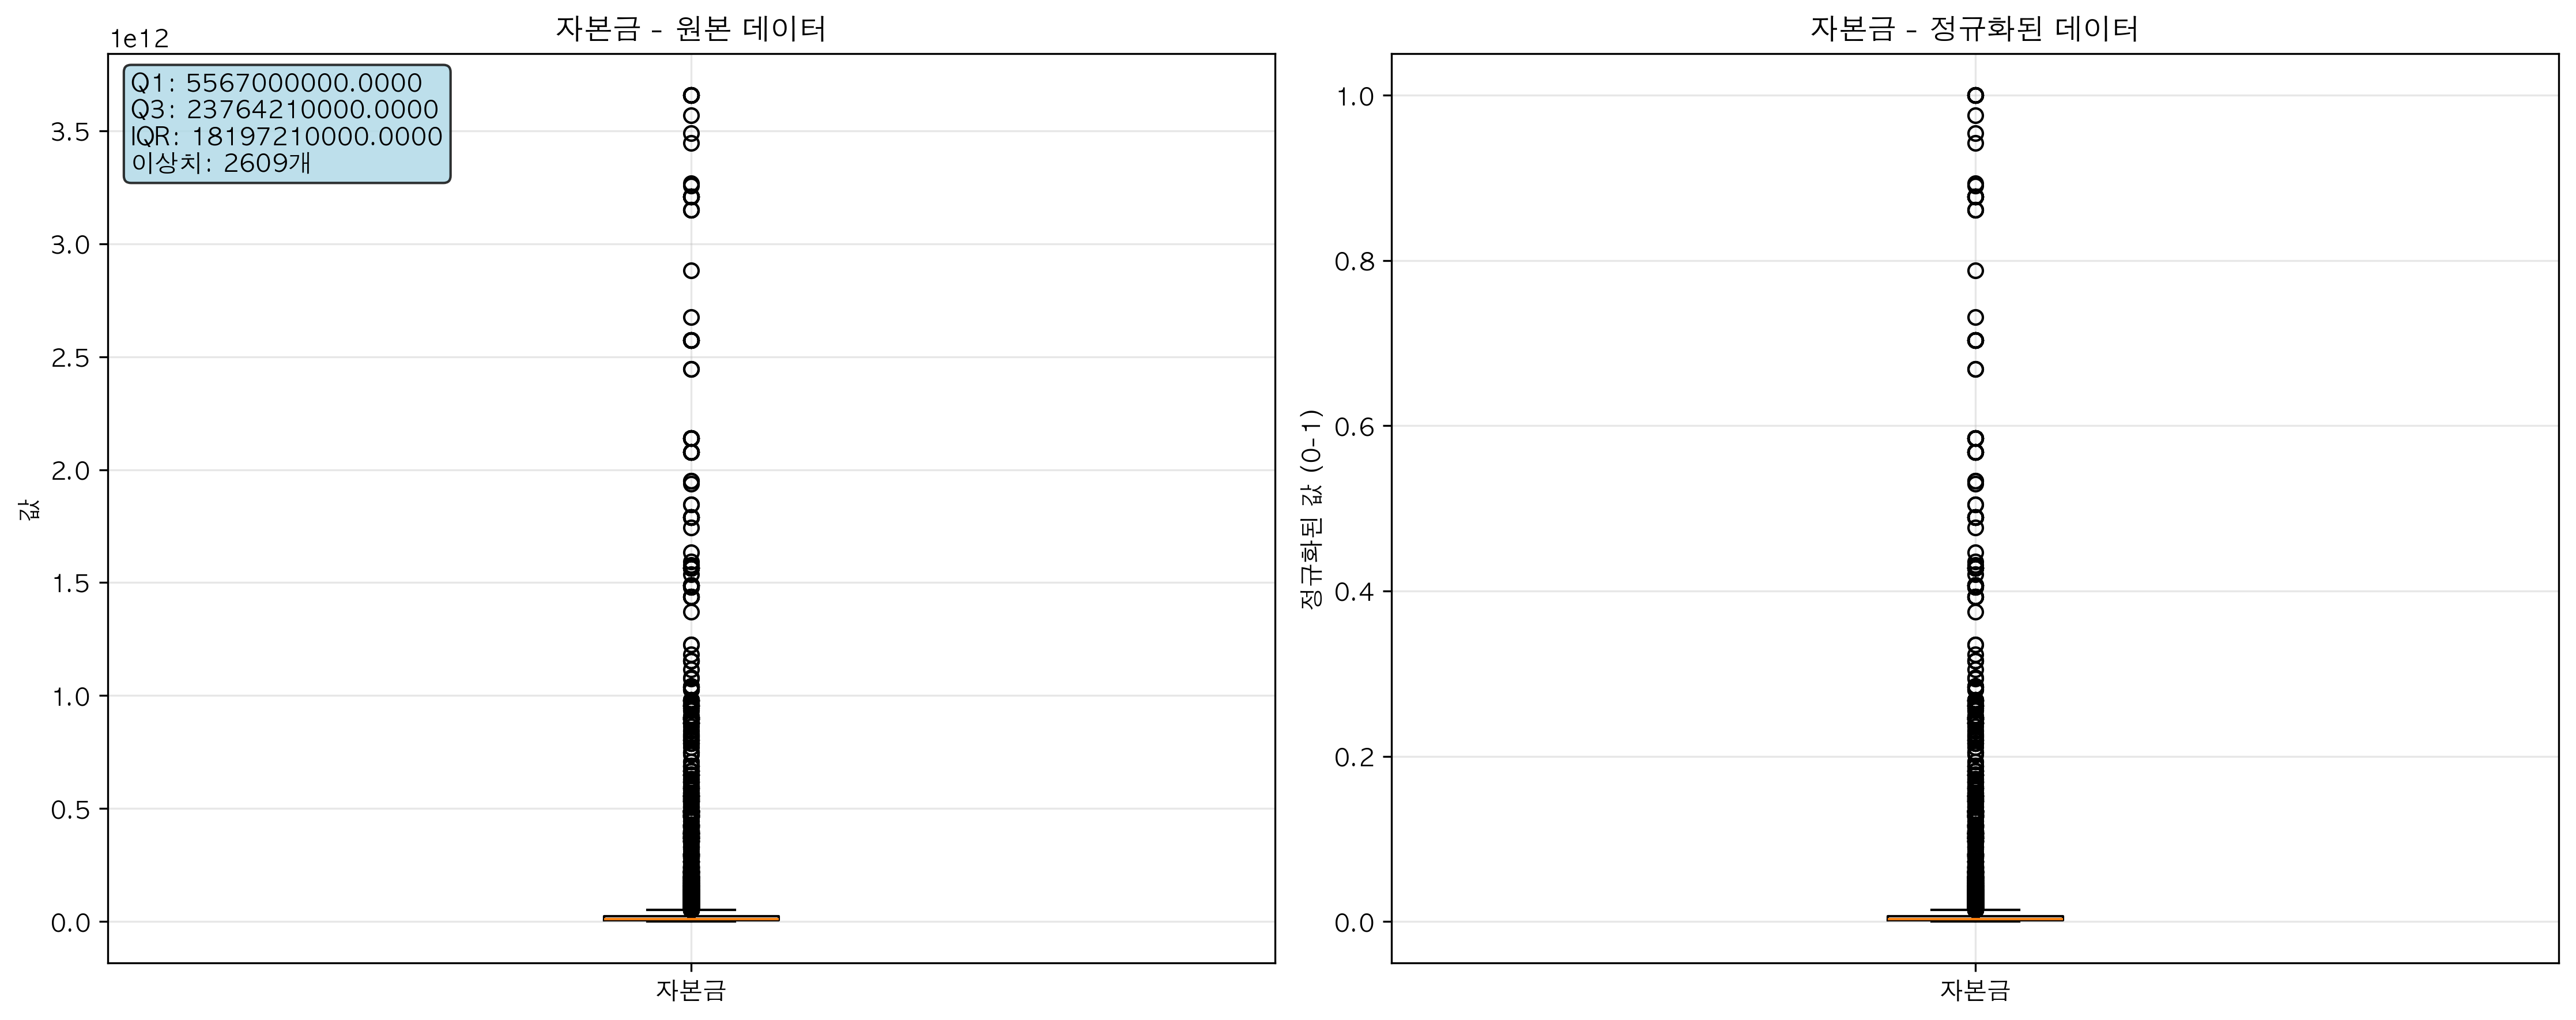 자본금 - 원본 데이터
1e12
Q1: 5567000000.0000
Q3: 23764210000.0000
IQR: 18197210000.0000
이상치: 2609개
3.5
3.0
2.5
2.0
1.5
1.0
0.5
0.0
값
자본금
자본금 - 정규화된 데이터
1.0
0.8
0.6
0.4
0.2
0.0
정규화된 값 (0-1)
자본금